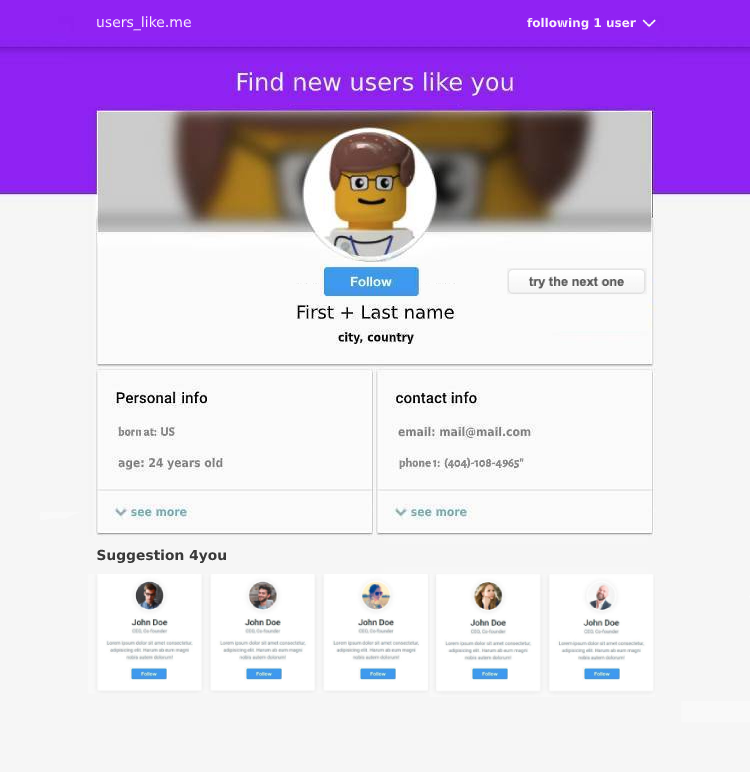 users_like.me
following 1 user
Find new users like you
Follow
try the next one
First + Last name
city, country
Personal info
contact info
born at: US
email: mail@mail.com
age: 24 years old
phone 1: (404)-108-4965"
see more
see more
Suggestion 4you
John Doe
CEO, Co-founder
Lorem ipsum dolor sit amet consectetur,
adipisicing elit. Harum ab eum magni
nobis autem dolorum!
Follow
John Doe
CEO, Co-founder
Lorem ipsum dolor sit amet consectetur,
adipisicing elit. Harum ab eum magni
nobis autem dolorum!
Follow
John Doe
CEO, Co-founder
Lorem ipsum dolor sit amet consectetur,
adipisicing elit. Harum ab eum magni
nobis autem dolorum!
Follow
John Doe
CEO, Co-founder
Lorem ipsum dolor sit amet consectetur,
adipisicing elit. Harum ab eum magni
nobis autem dolorum!
Follow
John Doe
CEO, Co-founder
Lorem ipsum dolor sit amet consectetur,
adipisicing elit. Harum ab eum magni
nobis autem dolorum!
Follow